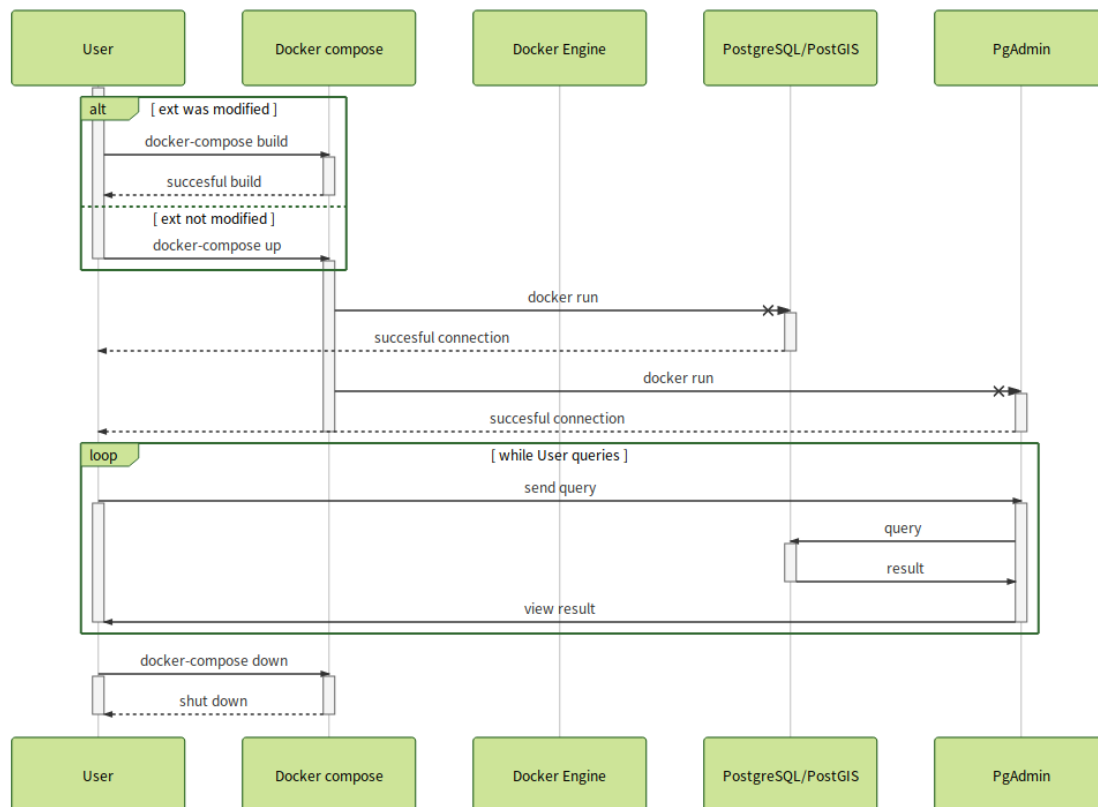 User
Docker compose
Docker Engine
PostgreSQL/PostGIS
PgAdmin
alt
[ ext was modified ]
docker-compose build
succesful build
[ ext not modified ]
docker-compose up
docker run
succesful connection
docker run
succesful connection
loop
[ while User queries ]
send query
query
result
view result
docker-compose down
shut down
User
Docker compose
Docker Engine
PostgreSQL/PostGIS
PgAdmin